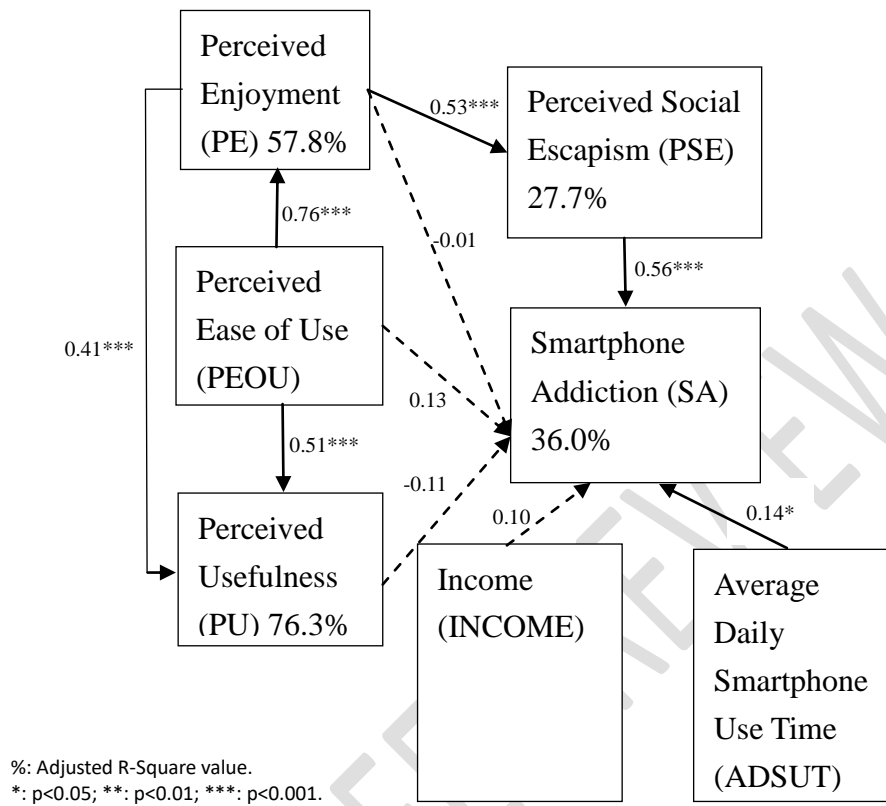 Perceived
Enjoyment
(PE) 57.8%
0.53***
Perceived Social
Escapism (PSE)
27.7%
0.76***
-0.01
0.56***
Perceived
Ease of Use
(PEOU)
0.41***
0.13
Smartphone
Addiction (SA)
36.0%
0.51***
-0.11
0.10
0.14*
Perceived
Usefulness
(PU) 76.3%
Income
(INCOME)
Average
Daily
Smartphone
Use Time
(ADSUT)
%: Adjusted R-Square value.
*: p<0.05; **: p<0.01; ***: p<0.001.
REVIEW